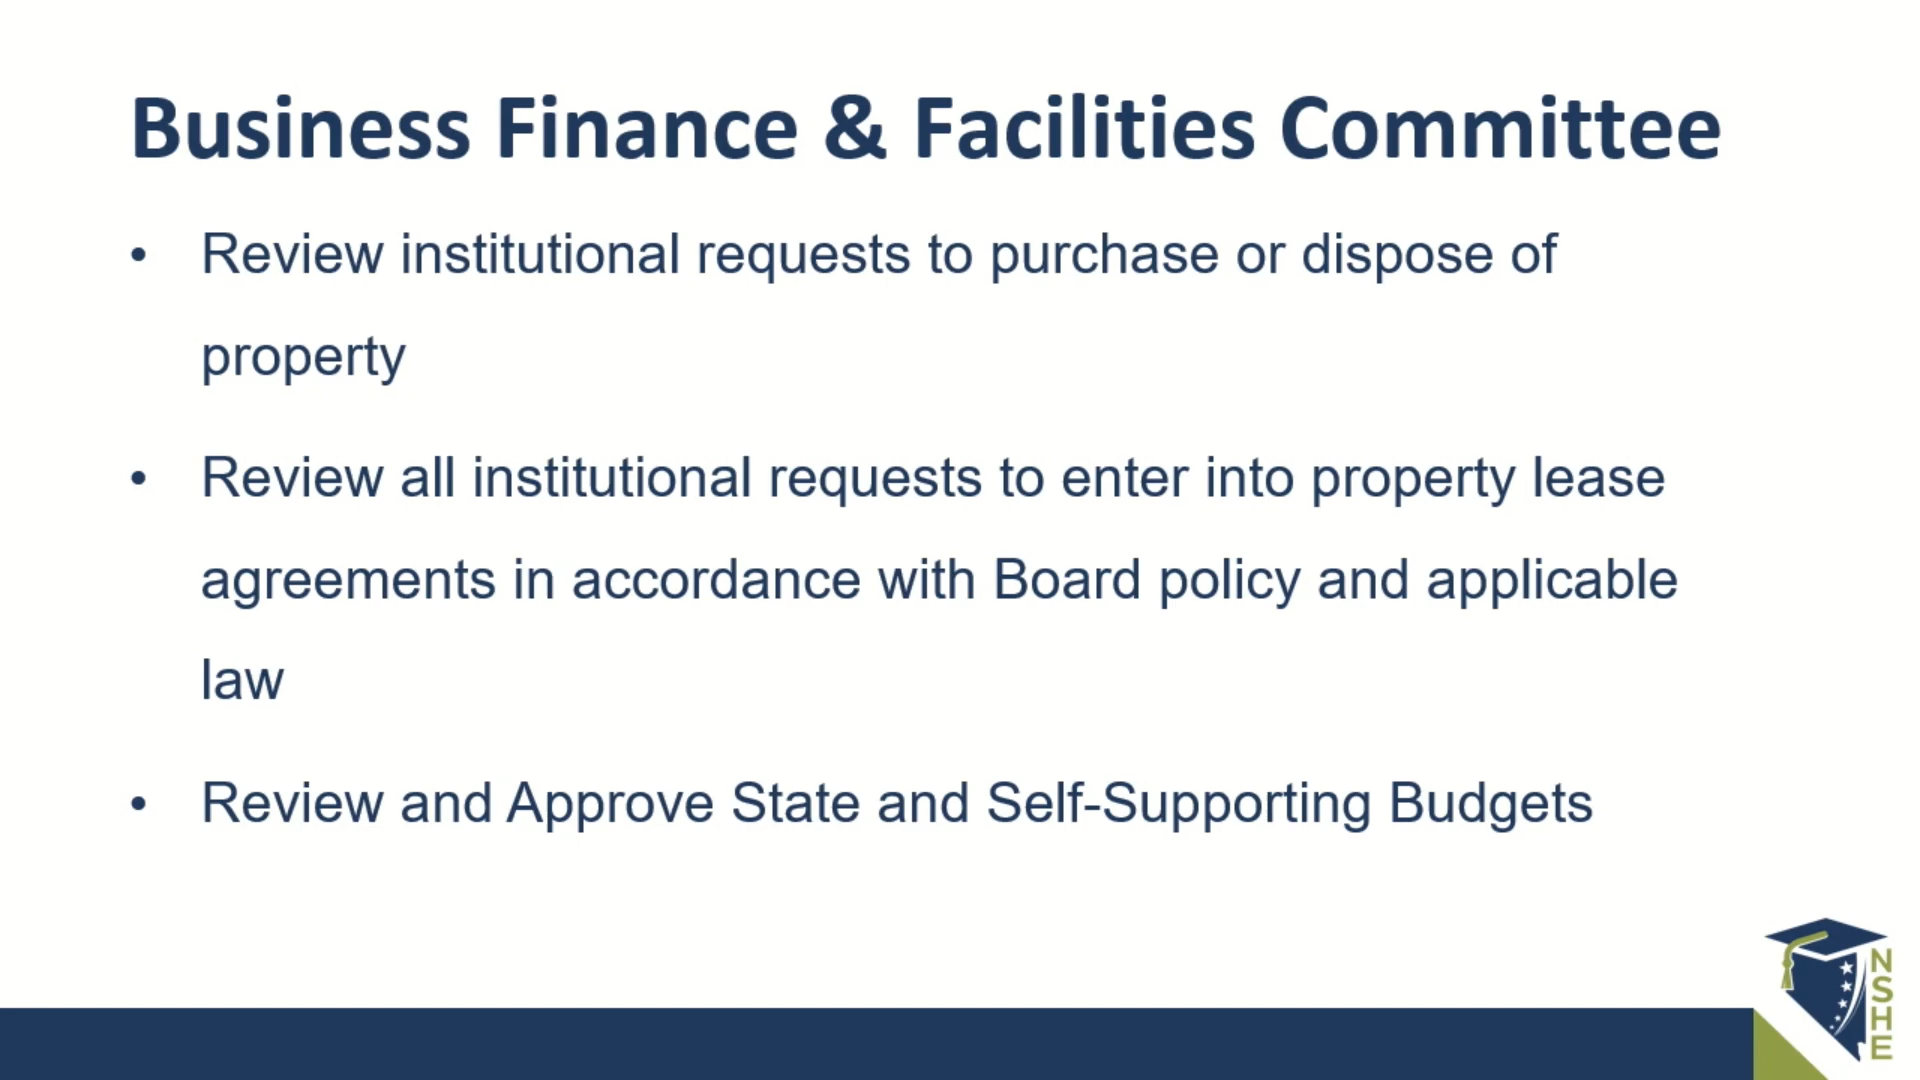 Business Finance & Facilities Committee
• Review institutional requests to purchase or dispose of
property
• Review all institutional requests to enter into property lease
agreements in accordance with Board policy and applicable
law
• Review and Approve State and Self-Supporting Budgets
NSHE